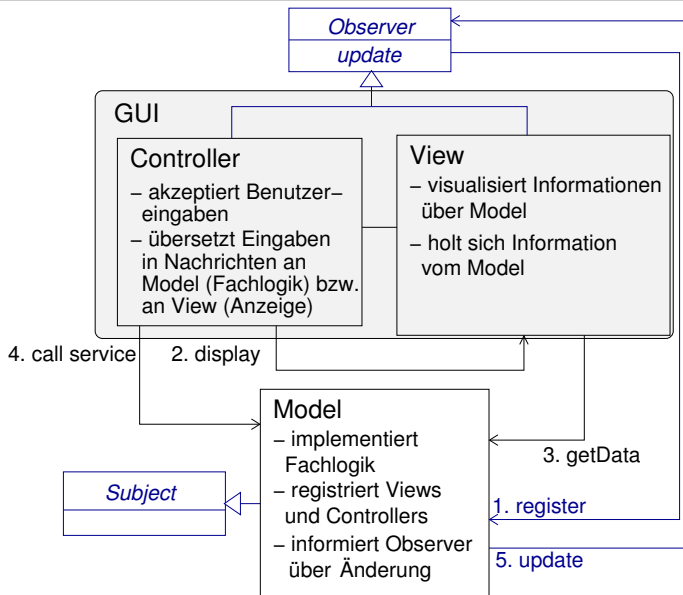 Observer
update
GUI
Controller
– akzeptiert Benutzer–
eingaben
– übersetzt Eingaben
in Nachrichten an
Model (Fachlogik) bzw.
an View (Anzeige)
View
– visualisiert Informationen
über Model
– holt sich Information
vom Model
4. call service
2. display
Model
– implementiert
Fachlogik
– registriert Views
und Controllers
– informiert Observer
über Änderung
3. getData
Subject
1. register
5. update